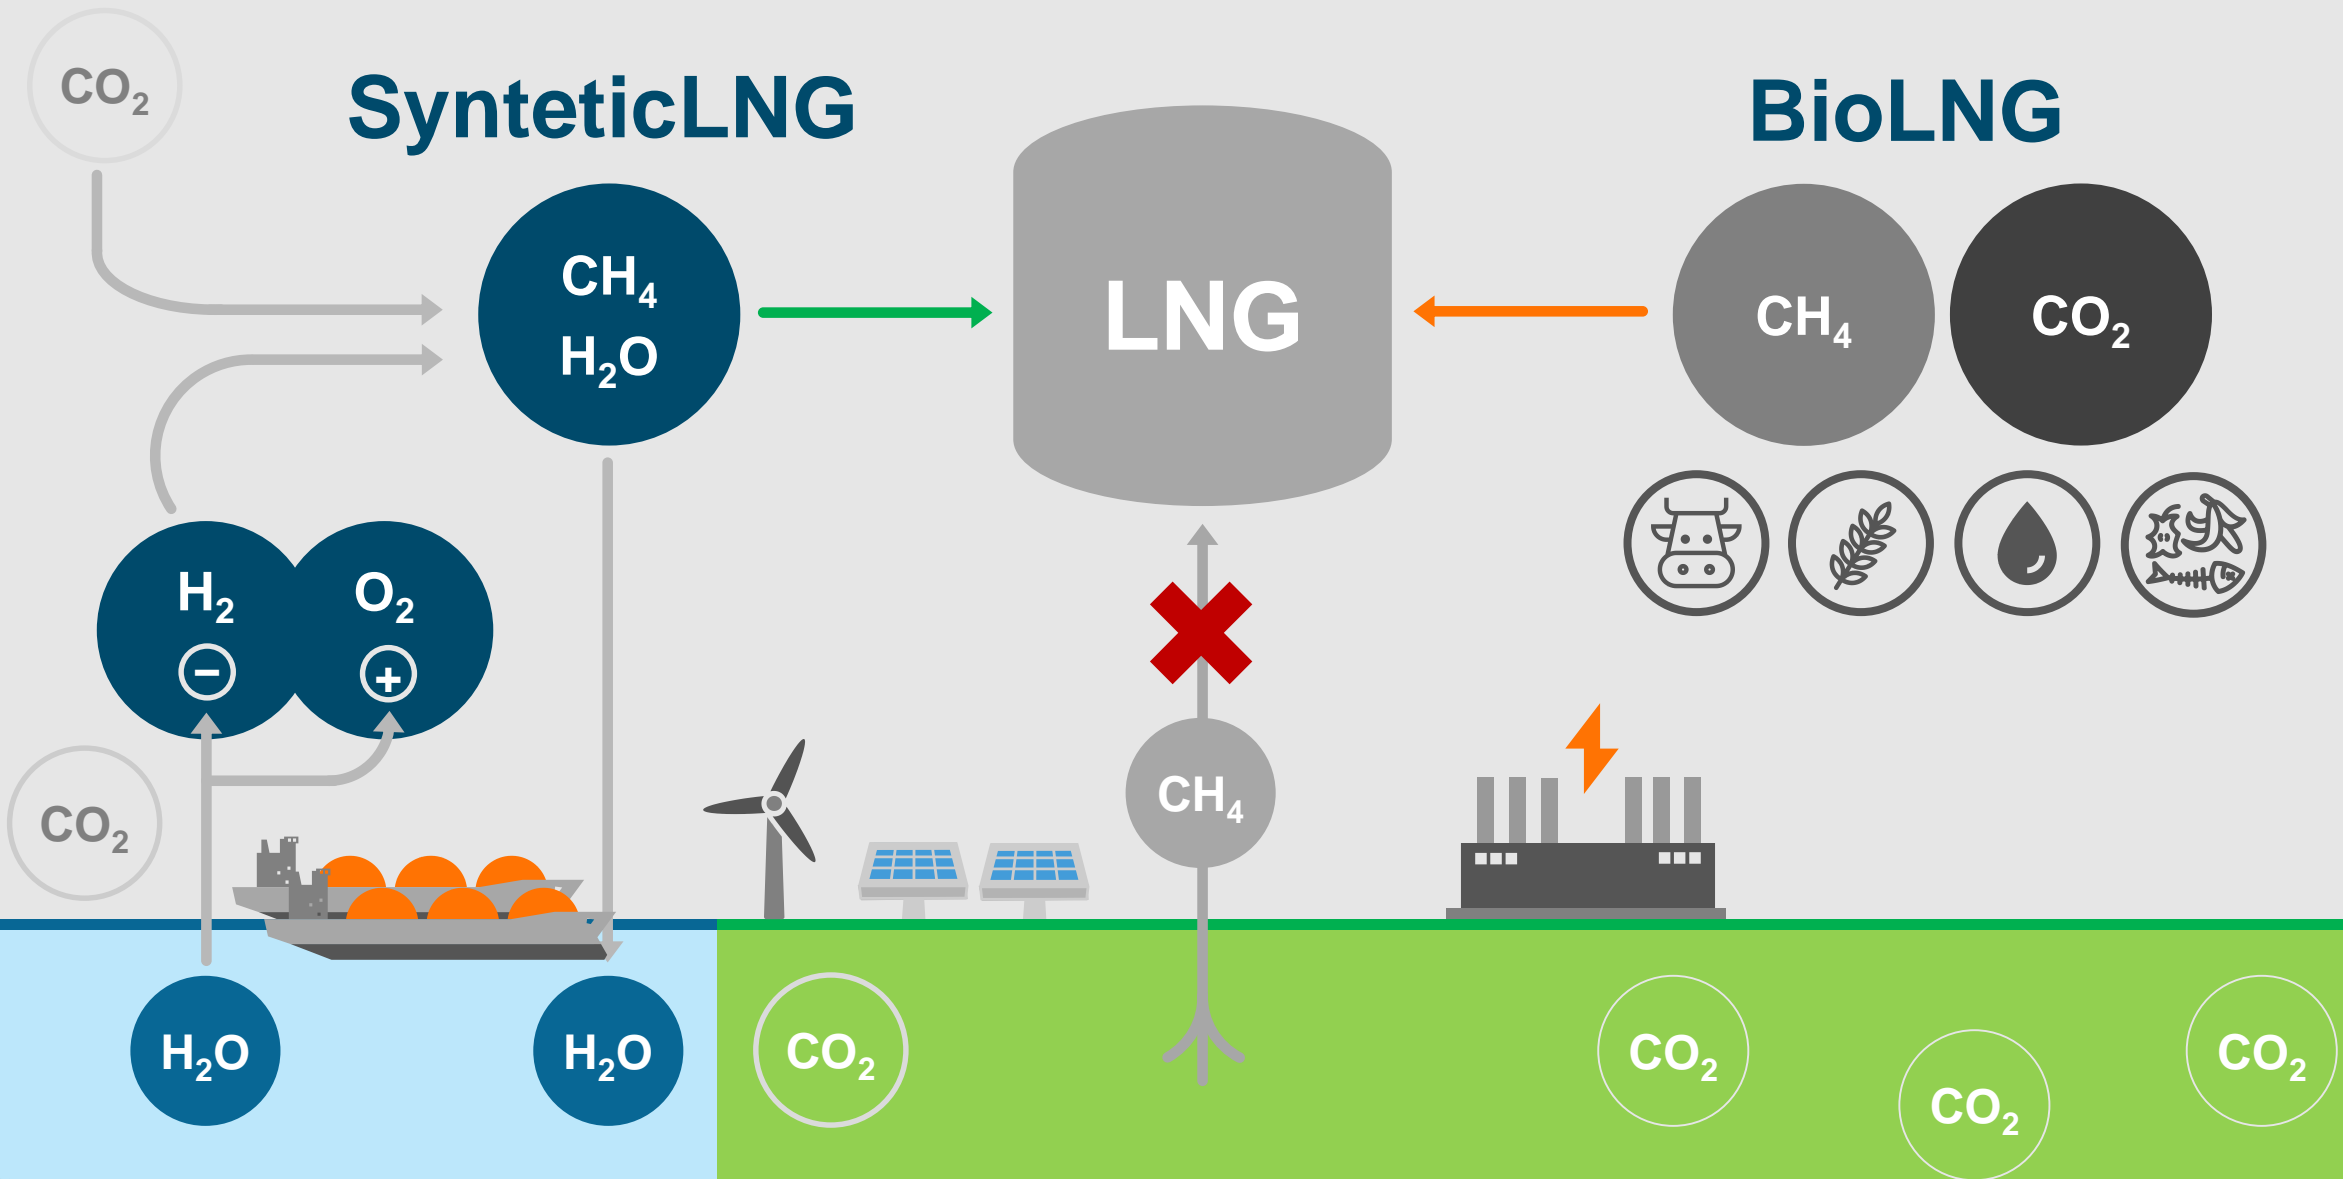 CO₂
SynteticLNG
BioLNG
CH₄
H₂O
LNG
CH₄
CO₂
H₂
−
O₂
+
CO₂
CH₄
H₂O
H₂O
CO₂
CO₂
CO₂
CO₂